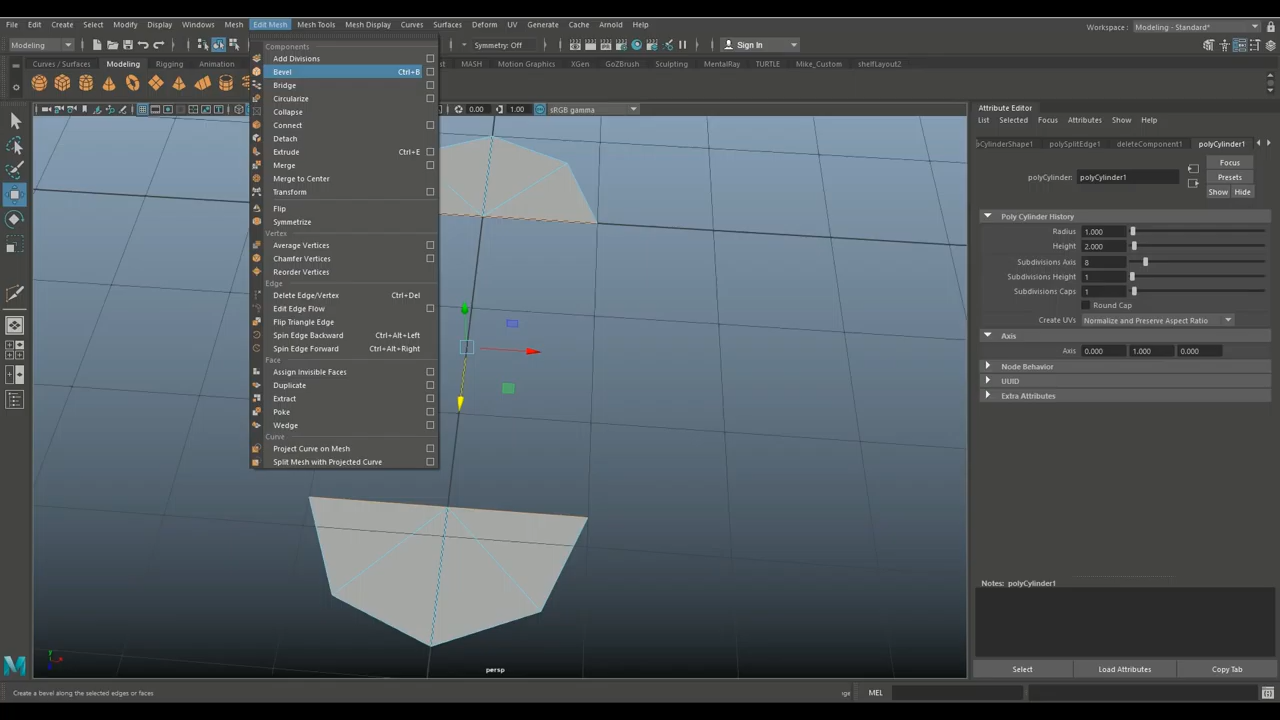 File Edit Create Select Modify Display Windows Mesh Edit Mesh Mesh Tools Mesh Display Curves Surfaces Deform UV Generate Cache Arnold Help
Workspace: Modeling - Standard*
Modeling
Symmetry: Off
Sign In
Curves / Surfaces Modeling Rigging Animation
MASH Motion Graphics XGen GoZBrush Sculpting MentalRay TURTLE Mike_Custom shelfLayout2
0.00 1.00 sRGB gamma
Components
Add Divisions
Bevel Ctrl+B
Bridge
Circularize
Collapse
Connect
Detach
Extrude Ctrl+E
Merge
Merge to Center
Transform
Flip
Symmetrize
Vertex
Average Vertices
Chamfer Vertices
Reorder Vertices
Edge
Delete Edge/Vertex Ctrl+Del
Edit Edge Flow
Flip Triangle Edge
Spin Edge Backward Ctrl+Alt+Left
Spin Edge Forward Ctrl+Alt+Right
Face
Assign Invisible Faces
Duplicate
Extract
Poke
Wedge
Curve
Project Curve on Mesh
Split Mesh with Projected Curve
persp
Attribute Editor
List Selected Focus Attributes Show Help
CylinderShape1 polySplitEdge1 deleteComponent1 polyCylinder1
Focus
polyCylinder: polyCylinder1 Presets
Show Hide
Poly Cylinder History
Radius 1.000
Height 2.000
Subdivisions Axis 8
Subdivisions Height 1
Subdivisions Caps 1
Round Cap
Create UVs Normalize and Preserve Aspect Ratio
Axis
Axis 0.000 1.000 0.000
Node Behavior
UUID
Extra Attributes
Notes: polyCylinder1
Select Load Attributes Copy Tab
Create a bevel along the selected edges or faces
MEL